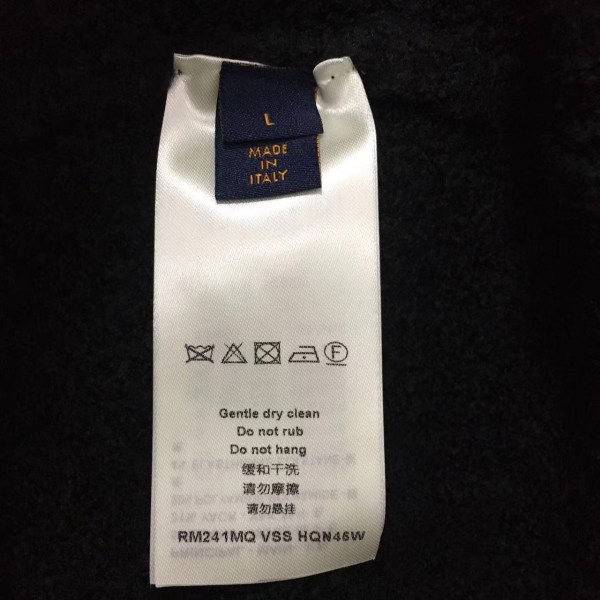 L
MADE
IN
ITALY
F
Gentle dry clean
Do not rub
Do not hang
缓和干洗
请勿摩擦
请勿悬挂
RM241MQ VSS HQN46W